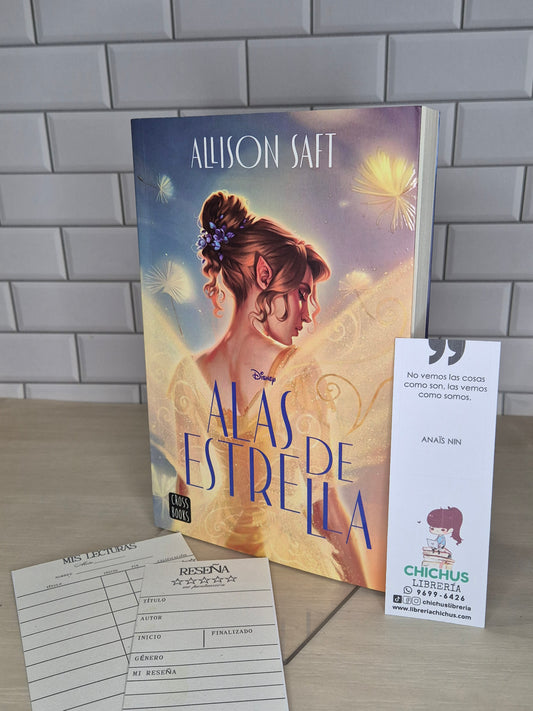 ALLISON SAFT
Disney
ALAS
DE
ESTRELLA
CROSS
BOOKS
No vemos las cosas
como son, las vemos
como somos.
ANAÏS NIN
CHICHUS
LIBRERÍA
9699-6426
chichuslibreria
www.libreriachichus.com
MIS LECTURAS
TÍTULO
RESEÑA
TÍTULO
AUTOR
INICIO
FINALIZADO
GÉNERO
MI RESEÑA